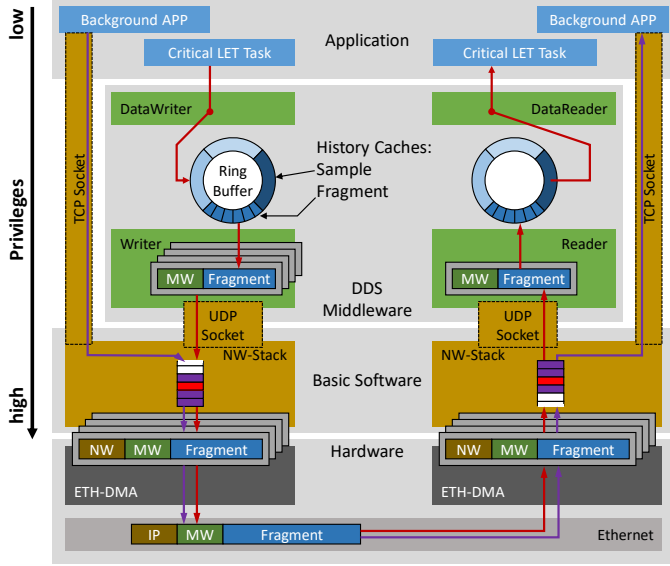 low
Background APP
Application
Background APP
Critical LET Task
Critical LET Task
DataWriter
DataReader
History Caches:
Sample
Fragment
Ring
Buffer
TCP Socket
TCP Socket
Privileges
Writer
Reader
MW
Fragment
MW
Fragment
DDS
Middleware
UDP
Socket
UDP
Socket
NW-Stack
NW-Stack
Basic Software
high
Hardware
NW
MW
Fragment
NW
MW
Fragment
ETH-DMA
ETH-DMA
IP
MW
Fragment
Ethernet